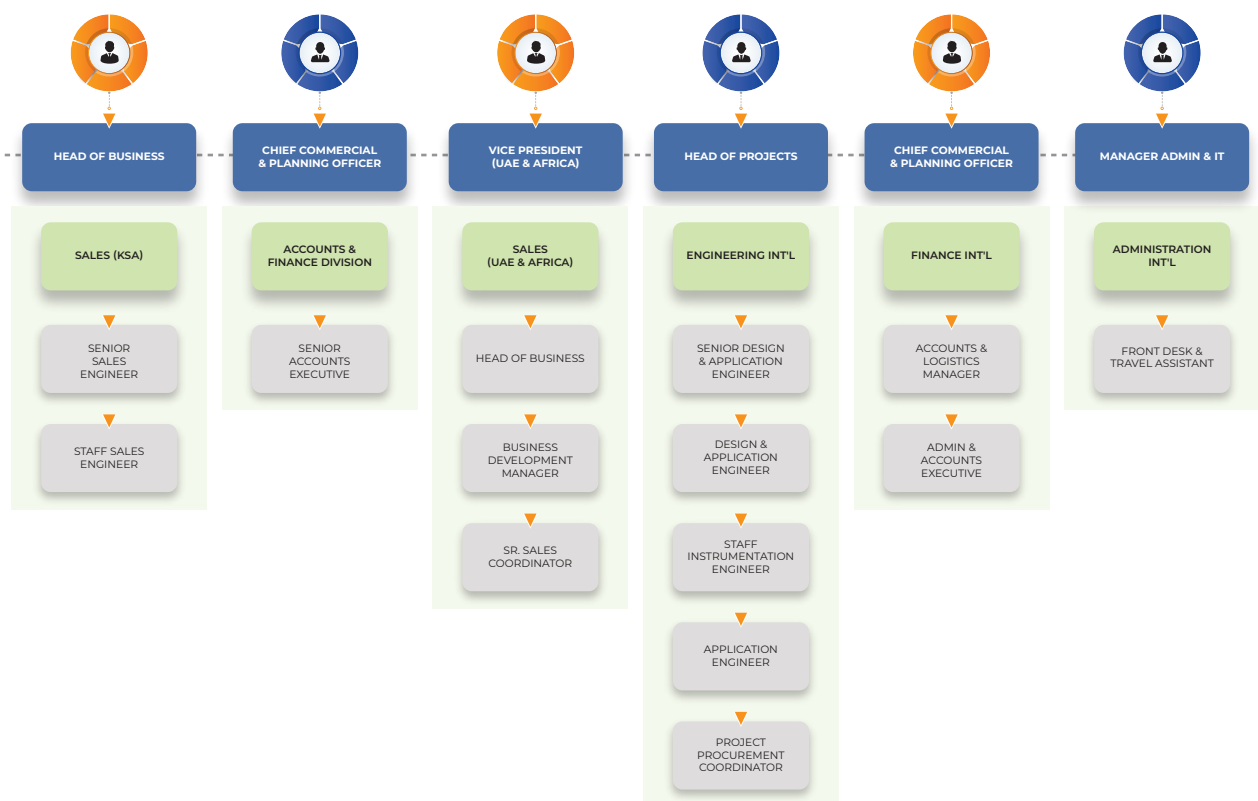 HEAD OF BUSINESS
CHIEF COMMERCIAL
& PLANNING OFFICER
VICE PRESIDENT
(UAE & AFRICA)
HEAD OF PROJECTS
CHIEF COMMERCIAL
& PLANNING OFFICER
MANAGER ADMIN & IT
SALES (KSA)
ACCOUNTS &
FINANCE DIVISION
SALES
(UAE & AFRICA)
ENGINEERING INT'L
FINANCE INT'L
ADMINISTRATION
INT'L
SENIOR
SALES
ENGINEER
SENIOR
ACCOUNTS
EXECUTIVE
HEAD OF BUSINESS
SENIOR DESIGN
& APPLICATION
ENGINEER
ACCOUNTS &
LOGISTICS
MANAGER
FRONT DESK &
TRAVEL ASSISTANT
STAFF SALES
ENGINEER
BUSINESS
DEVELOPMENT
MANAGER
DESIGN &
APPLICATION
ENGINEER
ADMIN &
ACCOUNTS
EXECUTIVE
SR. SALES
COORDINATOR
STAFF
INSTRUMENTATION
ENGINEER
APPLICATION
ENGINEER
PROJECT
PROCUREMENT
COORDINATOR